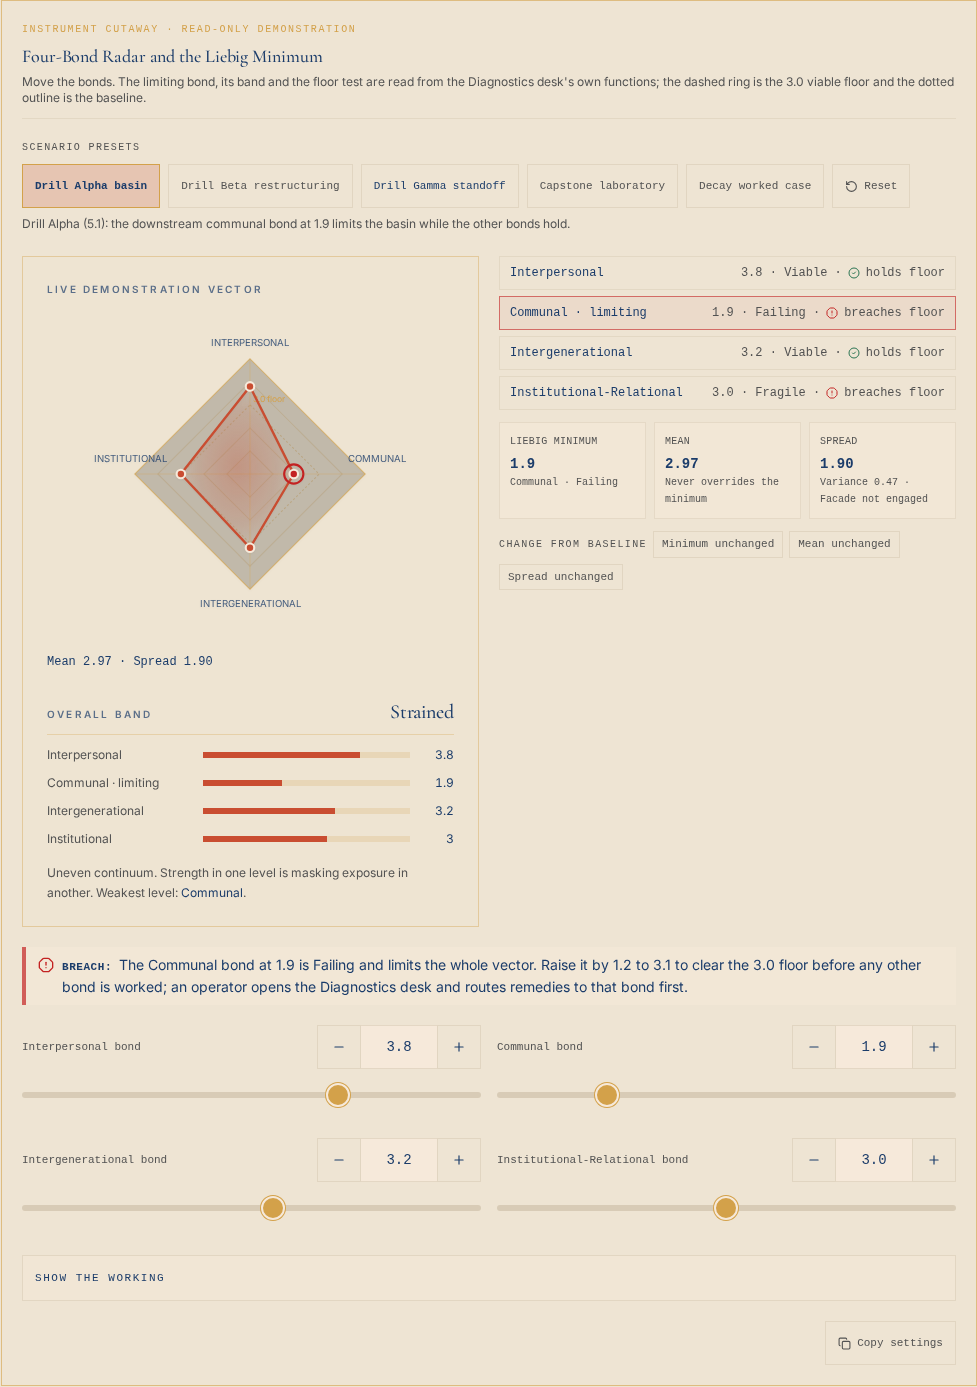 INSTRUMENT CUTAWAY · READ-ONLY DEMONSTRATION
Four-Bond Radar and the Liebig Minimum
Move the bonds. The limiting bond, its band and the floor test are read from the Diagnostics desk's own functions; the dashed ring is the 3.0 viable floor and the dotted
outline is the baseline.
SCENARIO PRESETS
Drill Alpha basin
Drill Beta restructuring
Drill Gamma standoff
Capstone laboratory
Decay worked case
Reset
Drill Alpha (5.1): the downstream communal bond at 1.9 limits the basin while the other bonds hold.
LIVE DEMONSTRATION VECTOR
INTERPERSONAL
floor
INSTITUTIONAL
COMMUNAL
INTERGENERATIONAL
Mean 2.97 · Spread 1.90
OVERALL BAND
Strained
Interpersonal 3.8
Communal · limiting 1.9
Intergenerational 3.2
Institutional 3
Uneven continuum. Strength in one level is masking exposure in
another. Weakest level: Communal.
Interpersonal 3.8 · Viable · holds floor
Communal · limiting 1.9 · Failing · breaches floor
Intergenerational 3.2 · Viable · holds floor
Institutional-Relational 3.0 · Fragile · breaches floor
LIEBIG MINIMUM
1.9
Communal · Failing
MEAN
2.97
Never overrides the
minimum
SPREAD
1.90
Variance 0.47 ·
Facade not engaged
CHANGE FROM BASELINE
Minimum unchanged
Mean unchanged
Spread unchanged
BREACH: The Communal bond at 1.9 is Failing and limits the whole vector. Raise it by 1.2 to 3.1 to clear the 3.0 floor before any other
bond is worked; an operator opens the Diagnostics desk and routes remedies to that bond first.
Interpersonal bond
− 3.8 +
Communal bond
− 1.9 +
Intergenerational bond
− 3.2 +
Institutional-Relational bond
− 3.0 +
SHOW THE WORKING
Copy settings